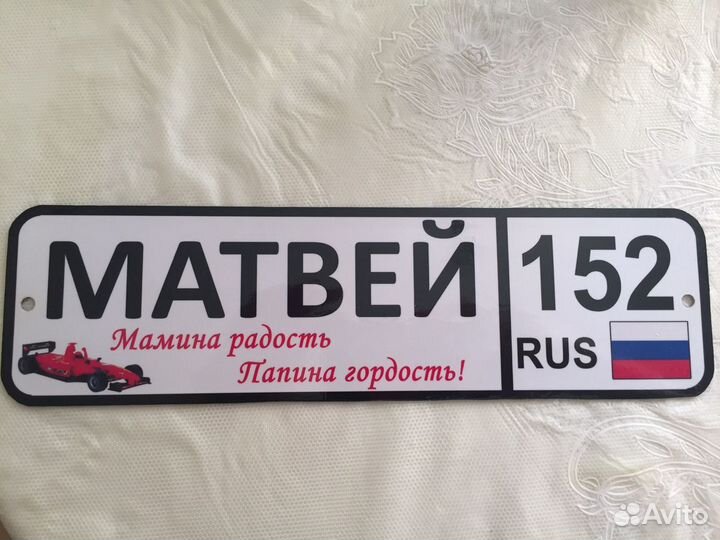 МАТВЕЙ
Мамина радость
Папина гордость!
152
RUS
Avito